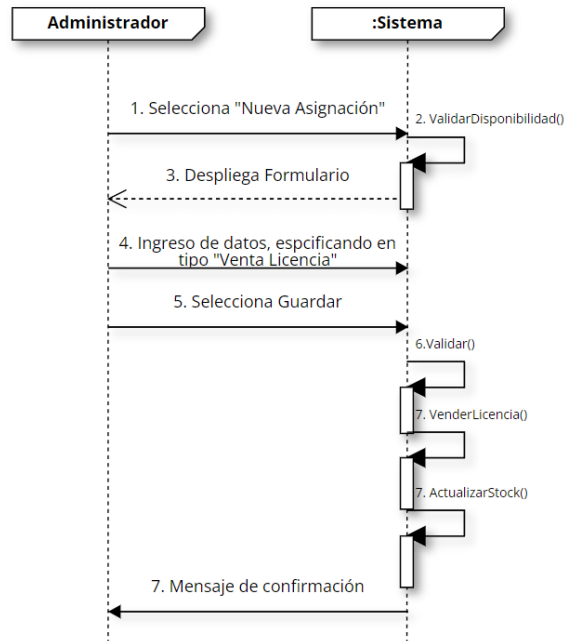 Administrador
:Sistema
1. Selecciona "Nueva Asignación"
2. ValidarDisponibilidad()
3. Despliega Formulario
4. Ingreso de datos, espcificando en
tipo "Venta Licencia"
5. Selecciona Guardar
6.Validar()
7. VenderLicencia()
7. ActualizarStock()
7. Mensaje de confirmación